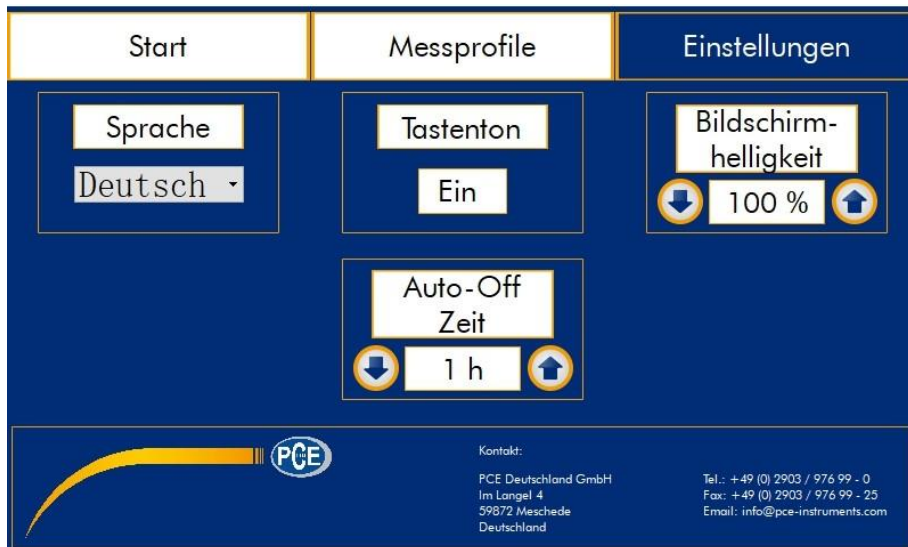 Start
Messprofile
Einstellungen
Sprache
Deutsch
Tastenton
Ein
Bildschirm-
helligkeit
100 %
Auto-Off
Zeit
1 h
PCE
Kontakt:
PCE Deutschland GmbH
Im Langel 4
59872 Meschede
Deutschland
Tel.: +49 (0) 2903 / 976 99 - 0
Fax: +49 (0) 2903 / 976 99 - 25
Email: info@pce-instruments.com